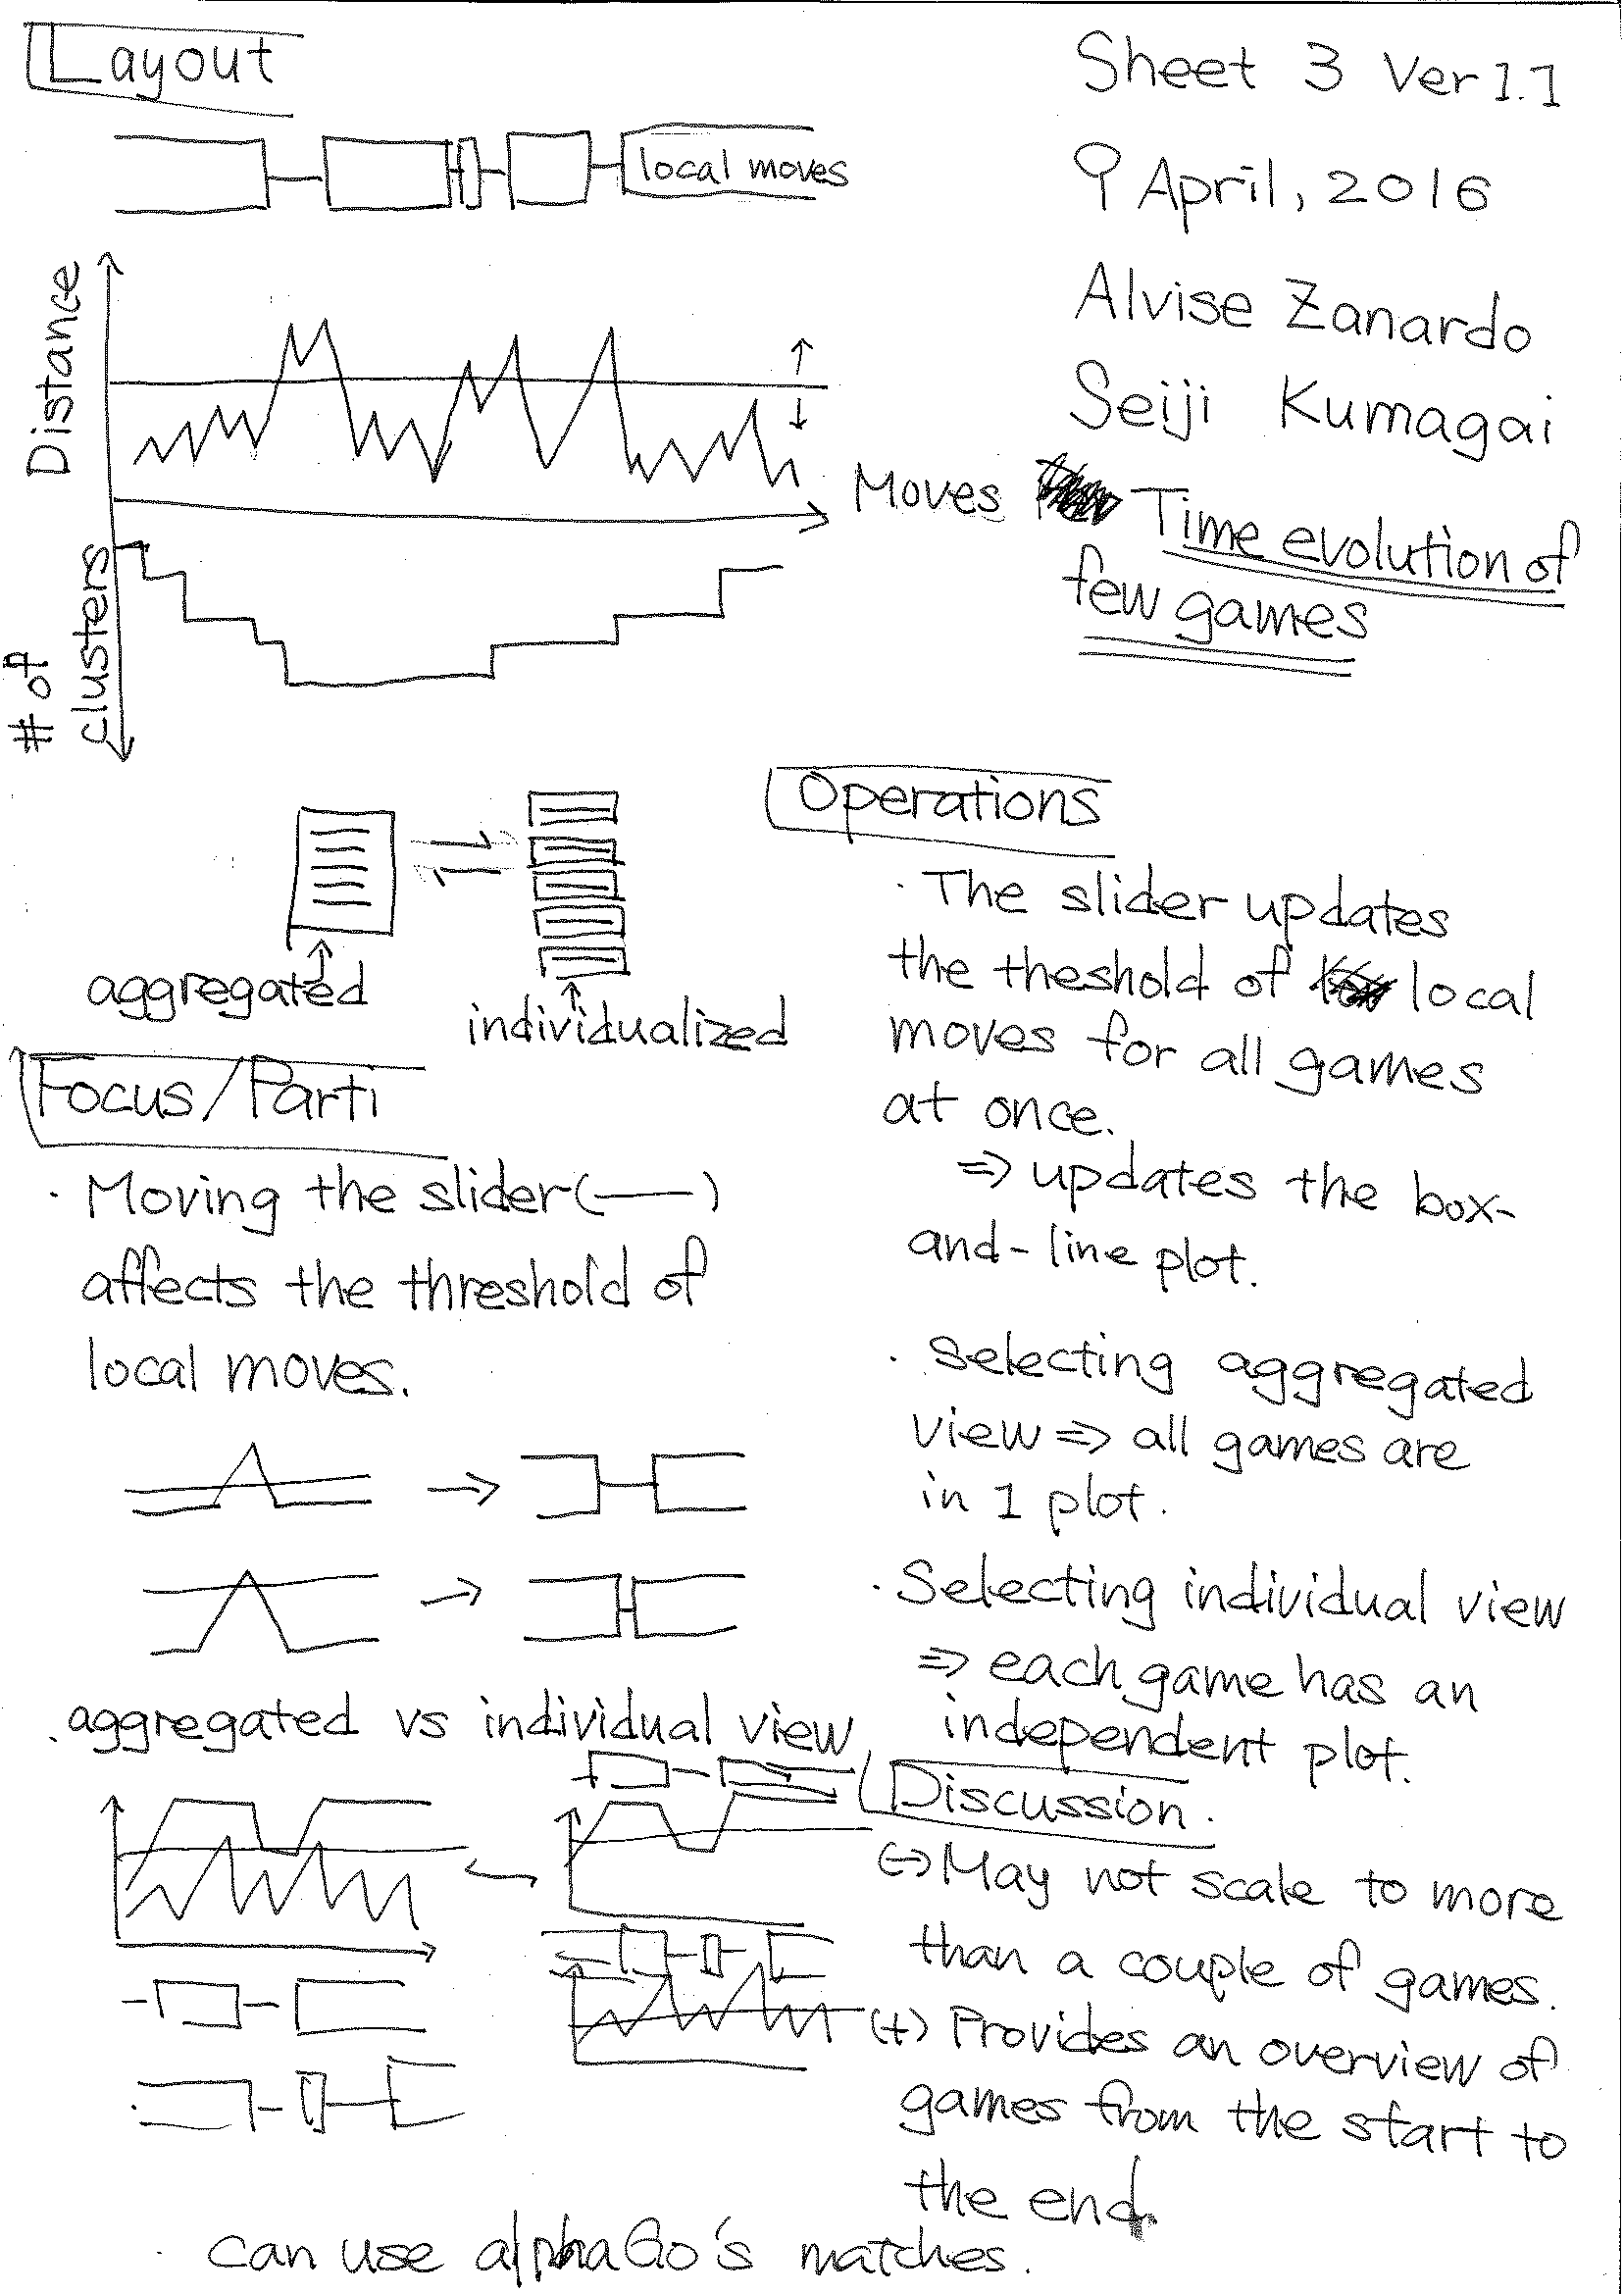 Layout
local moves
Distance
Moves
# of
clusters
aggregated
individualized
Sheet 3 Ver 1.1
9 April, 2016
Alvise Zanardo
Seiji Kumagai
Time evolution of
few games
Focus/Parti
· Moving the slider (—)
affects the threshold of
local moves.
· aggregated vs individual view
Operations
· The slider updates
the theshold of local
moves for all games
at once.
⇒ updates the box-
and-line plot.
· Selecting aggregated
view ⇒ all games are
in 1 plot.
· Selecting individual view
⇒ each game has an
independent plot.
Discussion.
(-) May not scale to more
than a couple of games.
(+) Provides an overview of
games from the start to
the end.
· can use alphaGo's matches.